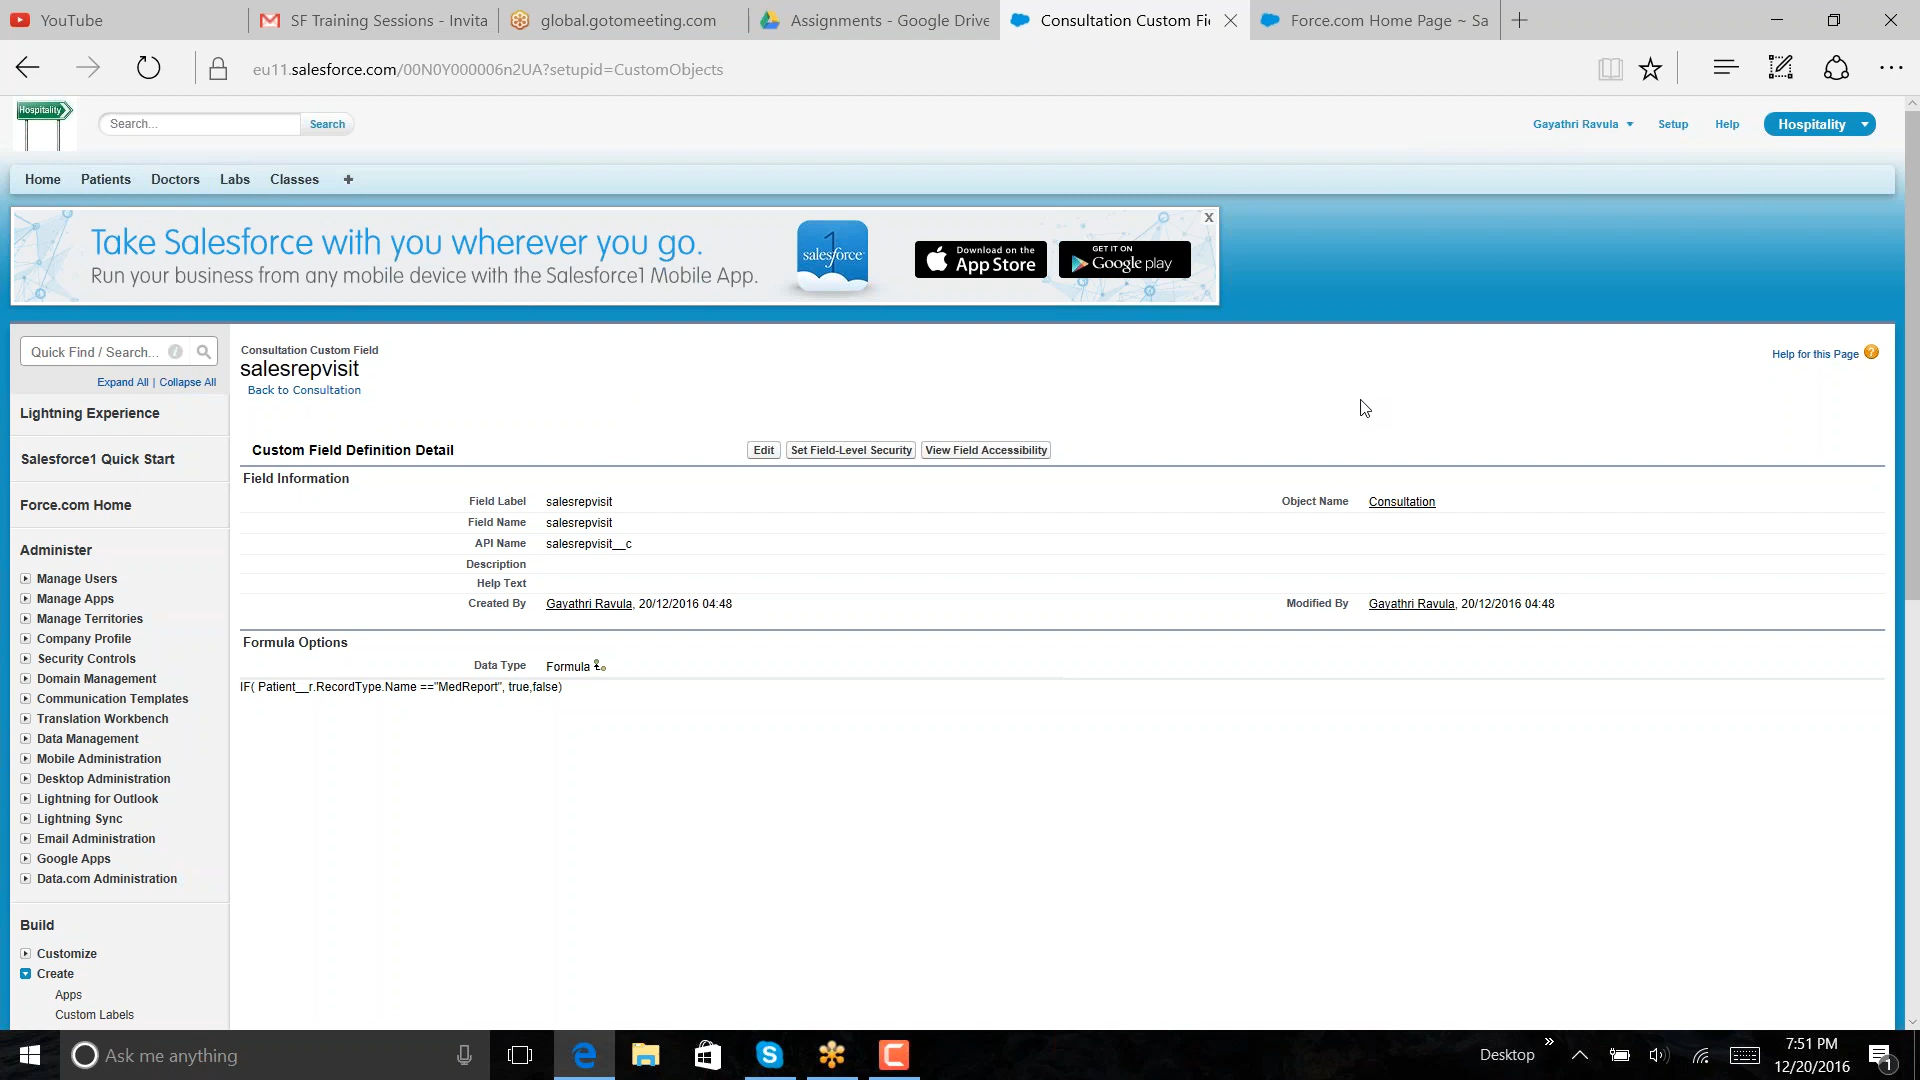 YouTube
SF Training Sessions - Invita
global.gotomeeting.com
Assignments - Google Drive
Consultation Custom Fi
Force.com Home Page ~ Sa
eu11.salesforce.com/00N0Y000006n2UA?setupid=CustomObjects
Hospitality
Search...
Search
Gayathri Ravula
Setup
Help
Hospitality
Home
Patients
Doctors
Labs
Classes
+
Take Salesforce with you wherever you go.
Run your business from any mobile device with the Salesforce1 Mobile App.
1
salesforce
Download on the
App Store
GET IT ON
Google play
x
Quick Find / Search...
Expand All | Collapse All
Lightning Experience
Salesforce1 Quick Start
Force.com Home
Administer
Manage Users
Manage Apps
Manage Territories
Company Profile
Security Controls
Domain Management
Communication Templates
Translation Workbench
Data Management
Mobile Administration
Desktop Administration
Lightning for Outlook
Lightning Sync
Email Administration
Google Apps
Data.com Administration
Build
Customize
Create
Apps
Custom Labels
Consultation Custom Field
salesrepvisit
Back to Consultation
Help for this Page ?
Custom Field Definition Detail
Edit
Set Field-Level Security
View Field Accessibility
Field Information
Field Label salesrepvisit
Object Name Consultation
Field Name salesrepvisit
API Name salesrepvisit__c
Description
Help Text
Created By Gayathri Ravula, 20/12/2016 04:48
Modified By Gayathri Ravula, 20/12/2016 04:48
Formula Options
Data Type Formula
IF( Patient__r.RecordType.Name =="MedReport", true,false)
Ask me anything
Desktop
7:51 PM
12/20/2016
1